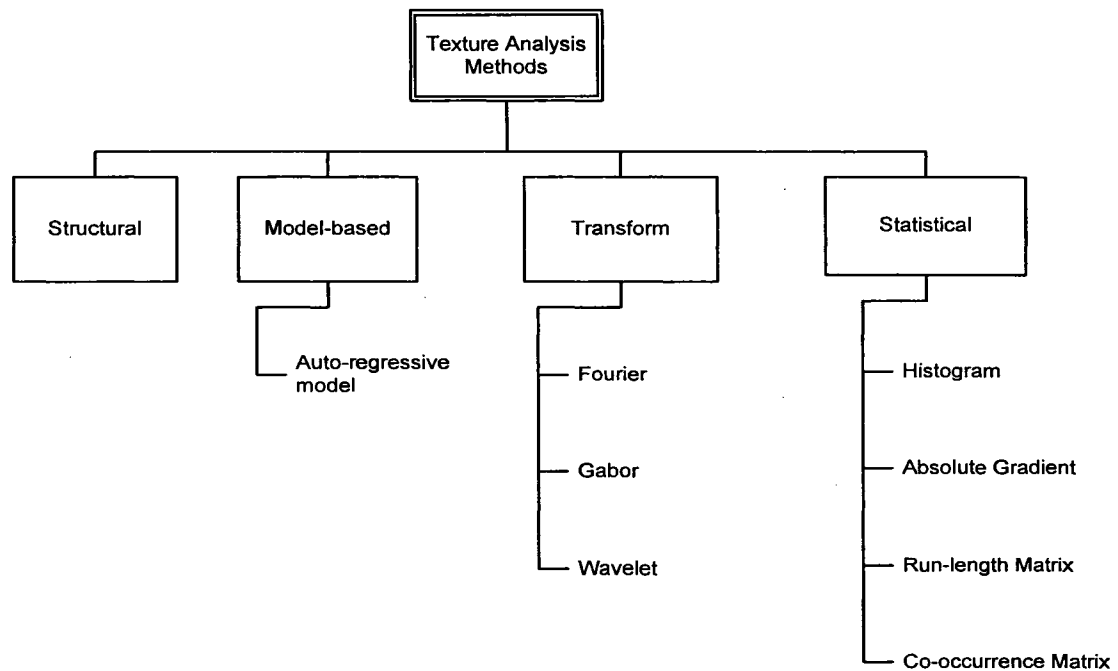 Texture Analysis
Methods
Structural
Model-based
Transform
Statistical
Auto-regressive
model
Fourier
Gabor
Wavelet
Histogram
Absolute Gradient
Run-length Matrix
Co-occurrence Matrix